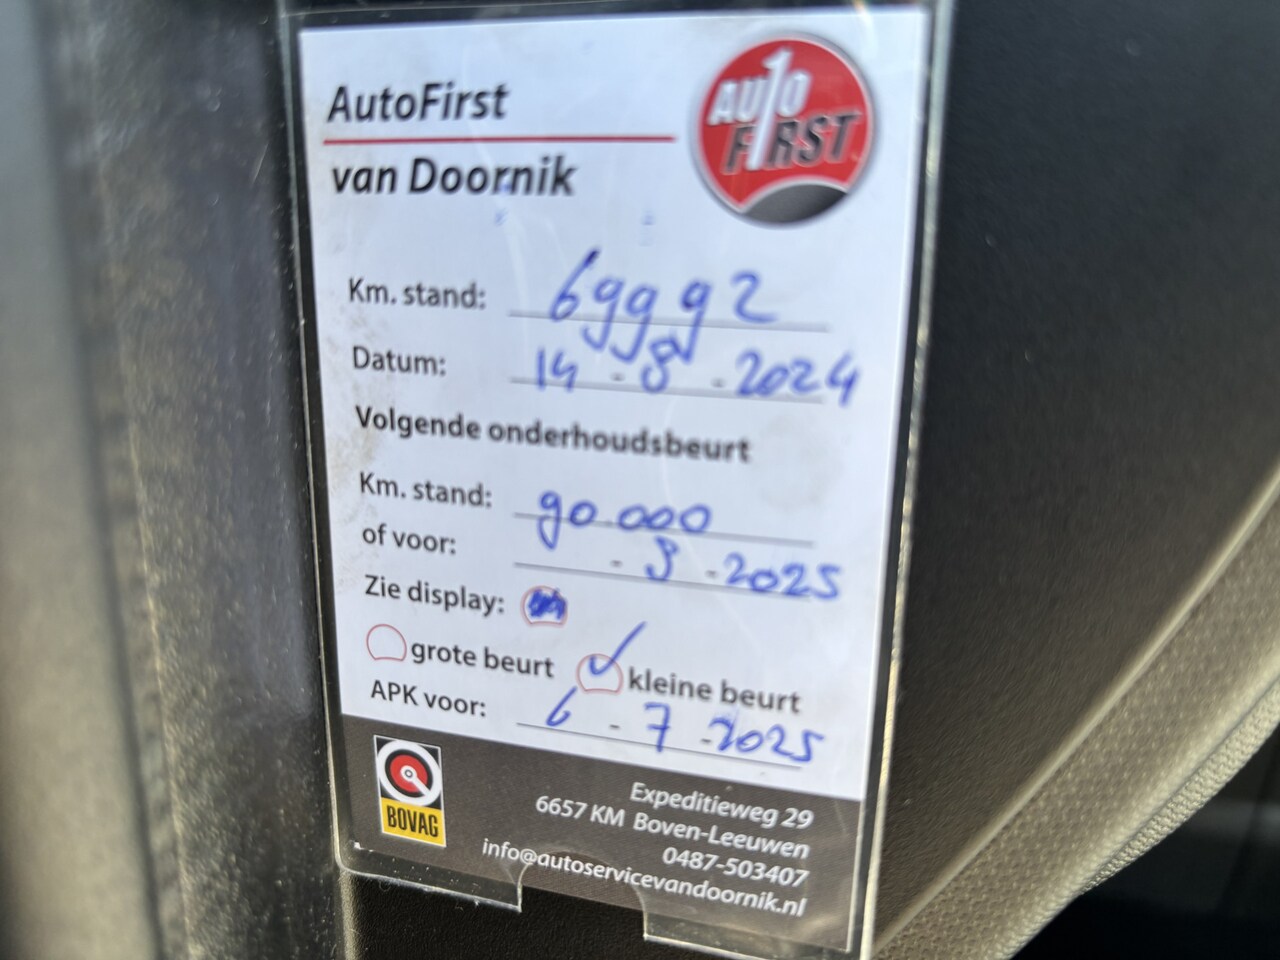 AutoFirst
van Doornik
AUTO
FIRST
Km. stand: 69992
Datum: 14 - 8 - 2024
Volgende onderhoudsbeurt
Km. stand: 90.000
of voor: - 8 - 2025
Zie display:
grote beurt kleine beurt
APK voor: 6 - 7 - 2025
BOVAG
Expeditieweg 29
6657 KM Boven-Leeuwen
0487-503407
info@autoservicevandoornik.nl